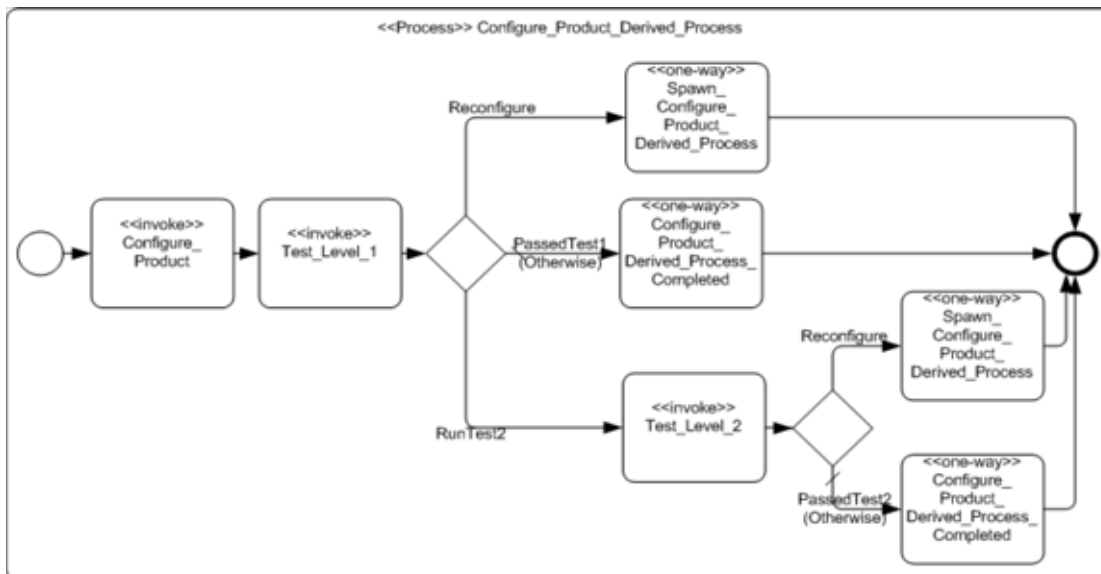 <<Process>> Configure_Product_Derived_Process
<<one-way>>
Spawn_
Configure_
Product_
Derived_Process
Reconfigure
<<invoke>>
Configure_
Product
<<invoke>>
Test_Level_1
PassedTest1
(Otherwise)
<<one-way>>
Configure_
Product_
Derived_Process_
Completed
RunTest2
<<invoke>>
Test_Level_2
Reconfigure
<<one-way>>
Spawn_
Configure_
Product_
Derived_Process
PassedTest2
(Otherwise)
<<one-way>>
Configure_
Product_
Derived_Process_
Completed